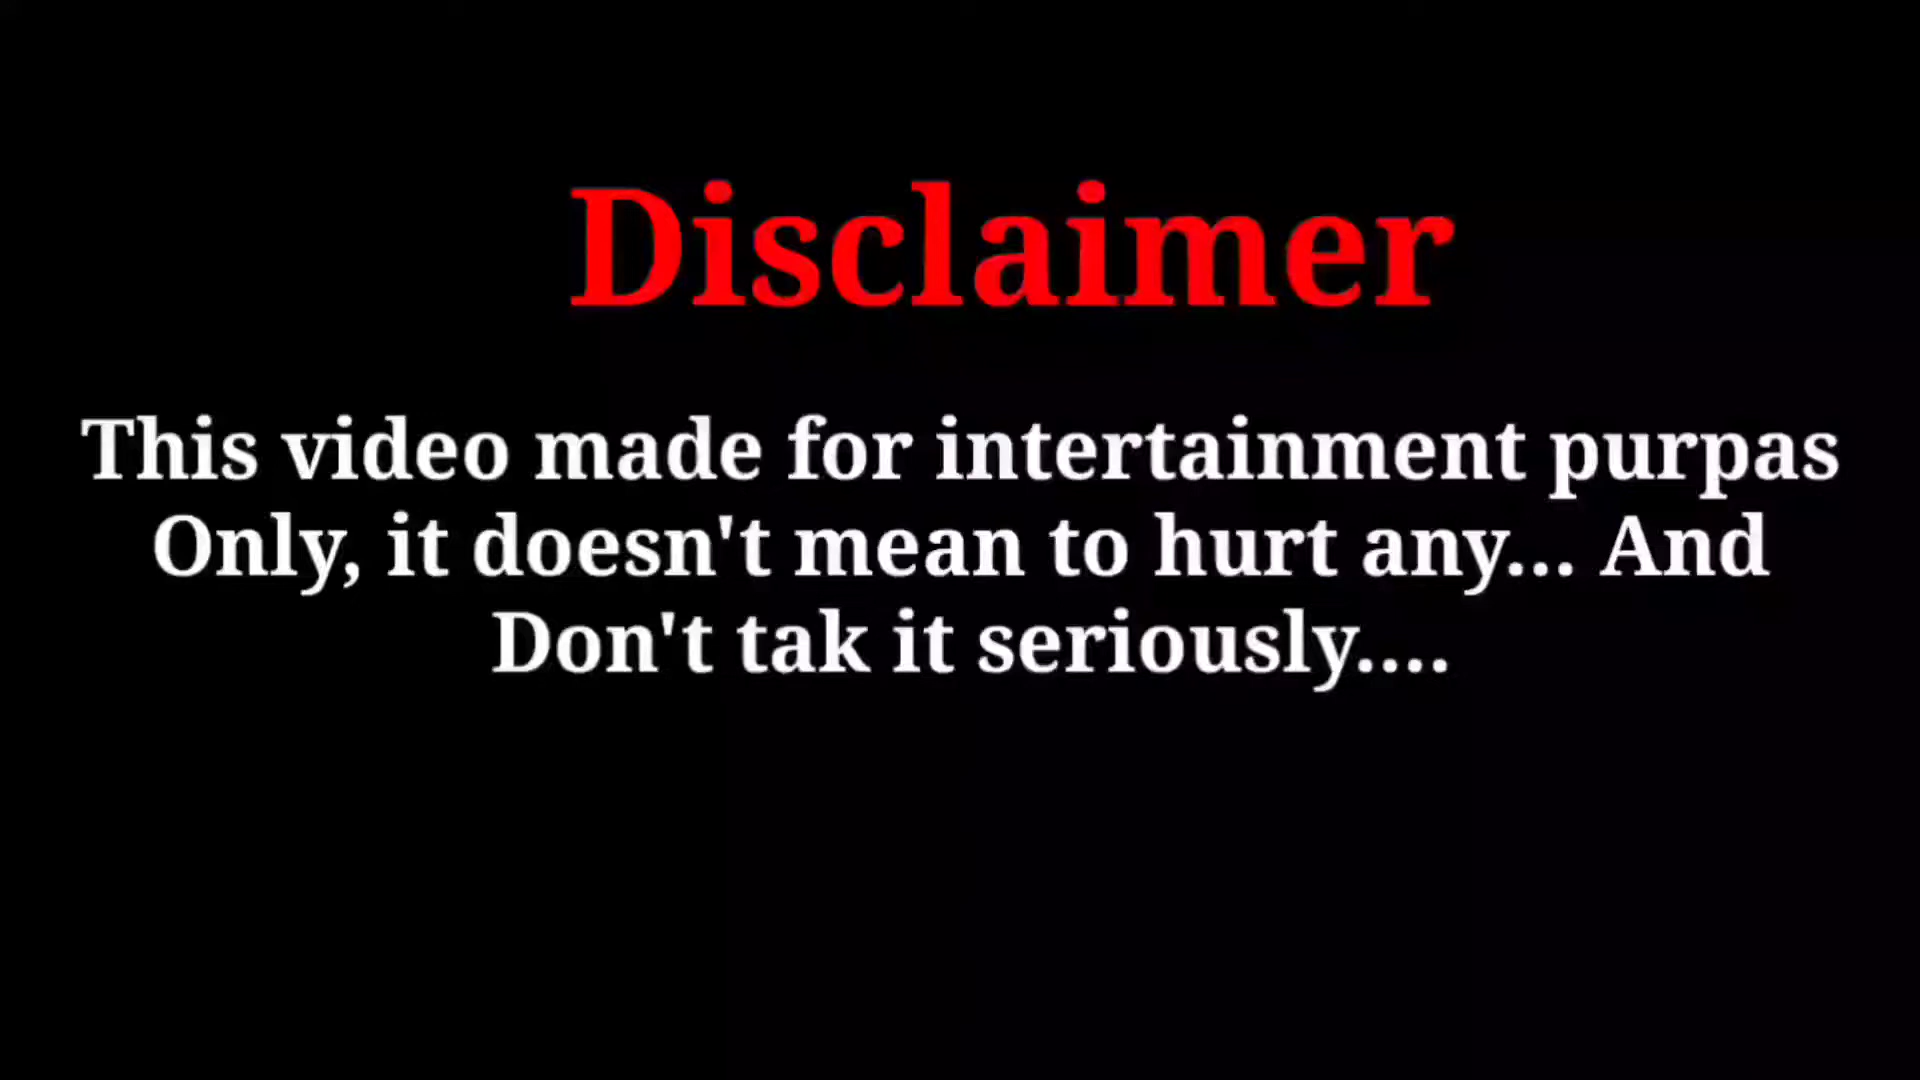 Disclaimer
This video made for intertainment purpas
Only, it doesn't mean to hurt any... And
Don't tak it seriously....